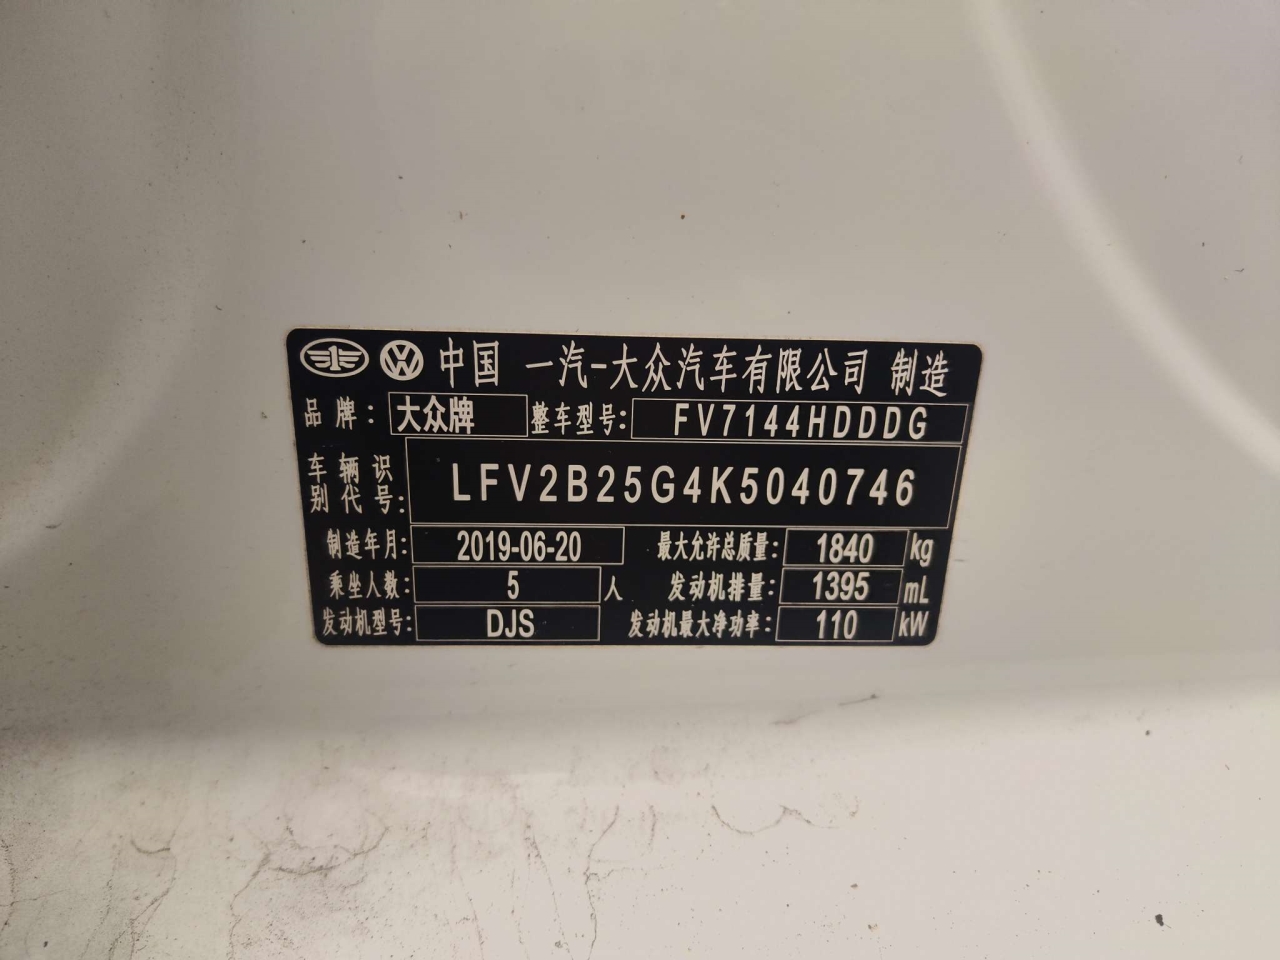 中国 一汽-大众汽车有限公司 制造
品牌: 大众牌 整车型号: FV7144HDDDG
车辆识别代号: LFV2B25G4K5040746
制造年月: 2019-06-20 最大允许总质量: 1840 kg
乘坐人数: 5 人 发动机排量: 1395 mL
发动机型号: DJS 发动机最大净功率: 110 kW